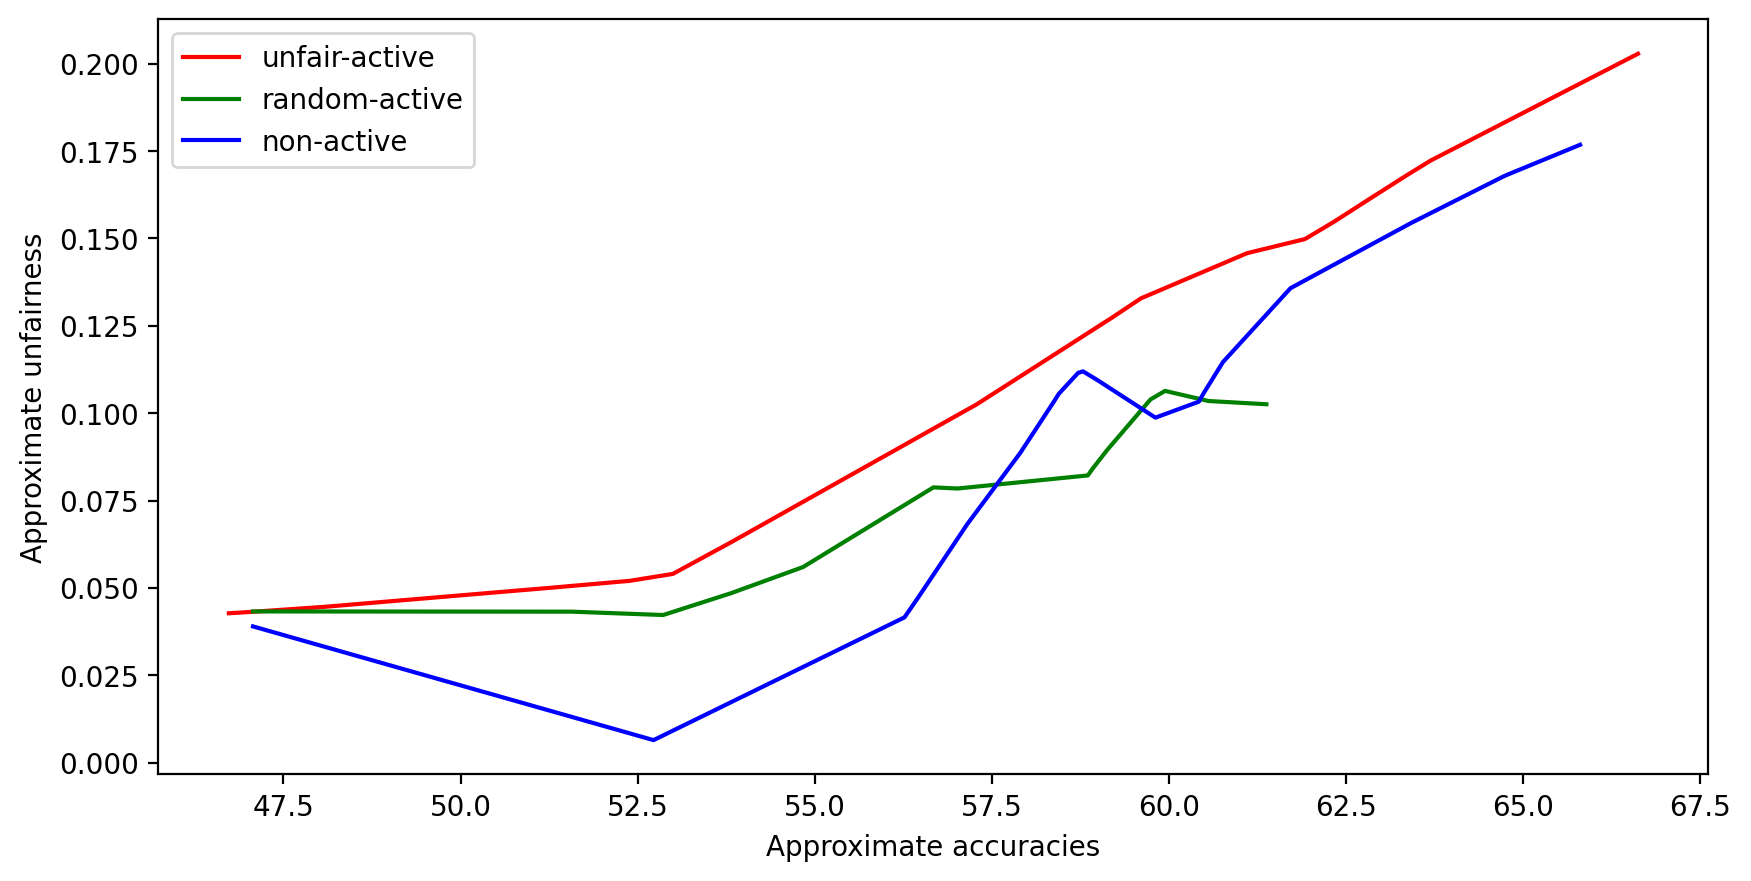 unfair-active
random-active
non-active
Approximate unfairness
0.200
0.175
0.150
0.125
0.100
0.075
0.050
0.025
0.000
47.5 50.0 52.5 55.0 57.5 60.0 62.5 65.0 67.5
Approximate accuracies